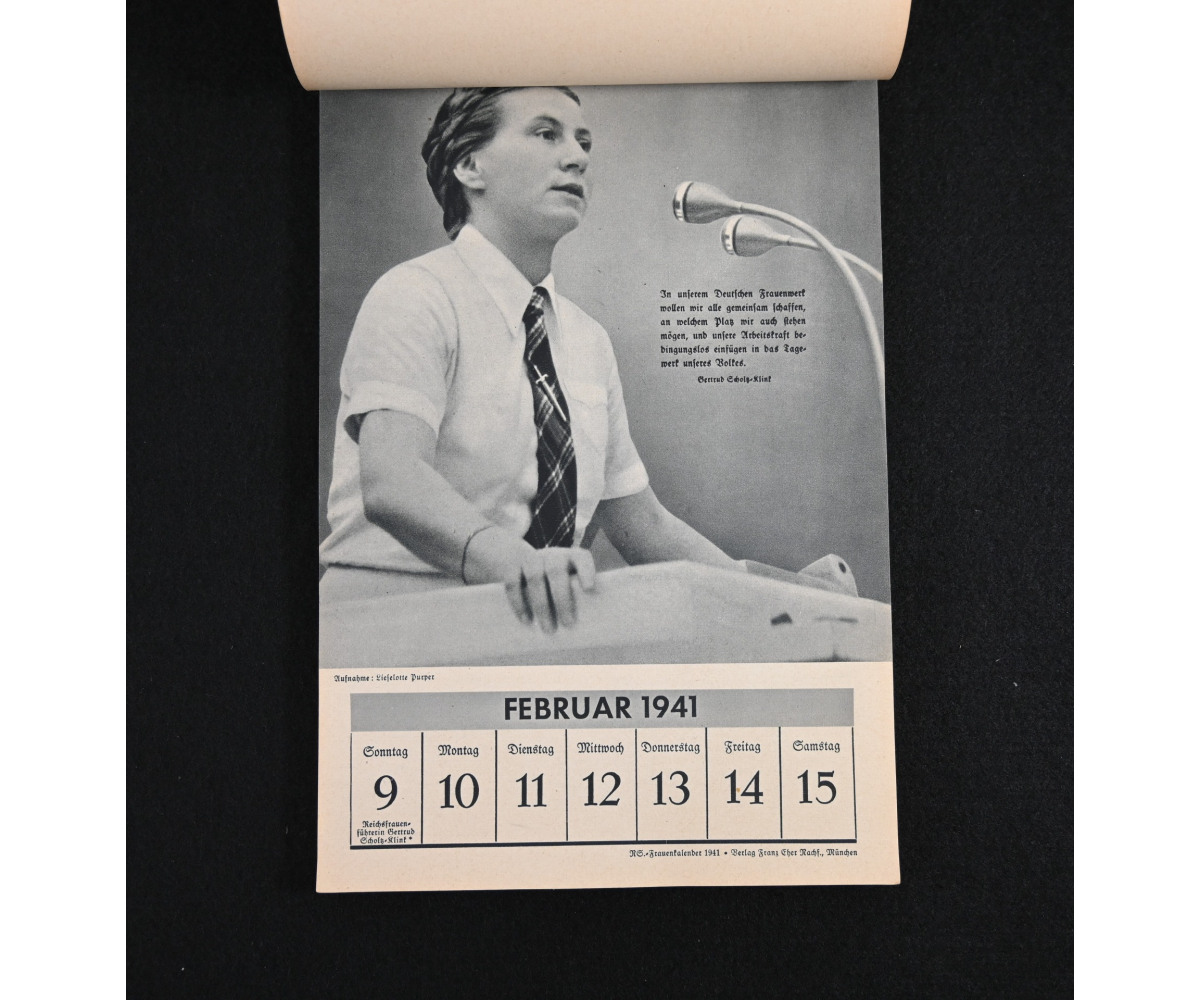 In unserem Deutschen Frauenwerk
wollen wir alle gemeinsam schaffen,
an welchem Platz wir auch stehen
mögen, und unsere Arbeitskraft be-
dingungslos einfügen in das Tage-
werk unseres Volkes.
Gertrud Scholtz-Klink
Aufnahme: Lieselotte Purper
FEBRUAR 1941
Sonntag Montag Dienstag Mittwoch Donnerstag Freitag Samstag
9 10 11 12 13 14 15
Reichsfrauen-
führerin Gertrud
Scholtz-Klink *
NS.-Frauenkalender 1941 • Verlag Franz Eher Nachf., München